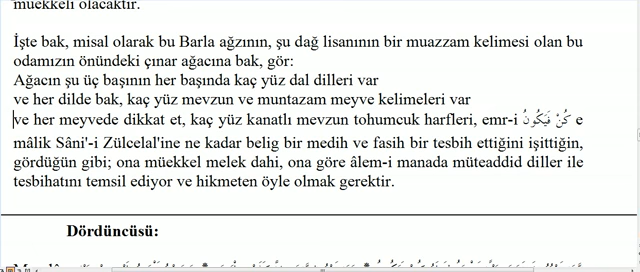 müekkeli olacaktır.
İşte bak, misal olarak bu Barla ağzının, şu dağ lisanının bir muazzam kelimesi olan bu
odamızın önündeki çınar ağacına bak, gör:
Ağacın şu üç başının her başında kaç yüz dal dilleri var
ve her dilde bak, kaç yüz mevzun ve muntazam meyve kelimeleri var
ve her meyvede dikkat et, kaç yüz kanatlı mevzun tohumcuk harfleri, emr-i كُنْ فَيَكُونُ e
mâlik Sâni'-i Zülcelal'ine ne kadar belig bir medih ve fasih bir tesbih ettiğini işittiğin,
gördüğün gibi; ona müekkel melek dahi, ona göre âlem-i manada müteaddid diller ile
tesbihatını temsil ediyor ve hikmeten öyle olmak gerektir.
Dördüncüsü: